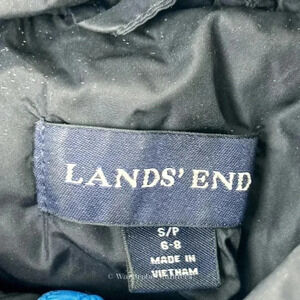 LANDS' END
S/P
6-8
MADE IN
VIETNAM